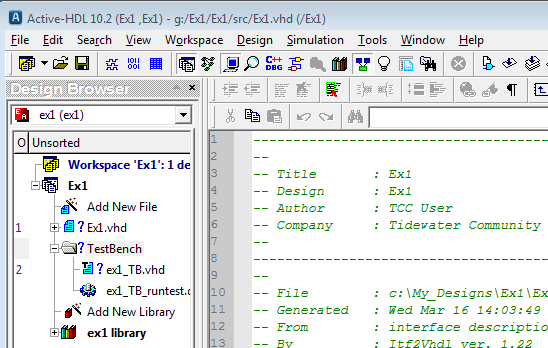 Active-HDL 10.2 (Ex1 ,Ex1) - g:/Ex1/Ex1/src/Ex1.vhd (/Ex1)
File Edit Search View Workspace Design Simulation Tools Window
C++ DBG
Design Browser
ex1 (ex1)
O Unsorted
Workspace 'Ex1': 1 de
Ex1
Add New File
1 Ex1.vhd
TestBench
2 ex1_TB.vhd
ex1_TB_runtest.
Add New Library
ex1 library
1 ----------------------------------
2 --
3 -- Title : Ex1
4 -- Design : Ex1
5 -- Author : TCC User
6 -- Company : Tidewater Community
7 --
8 ----------------------------------
9 --
10 -- File : c:\My_Designs\Ex1\Ex
11 -- Generated : Wed Mar 16 14:03:49
12 -- From : interface descriptio
13 -- By : Itf2Vhdl ver. 1.22